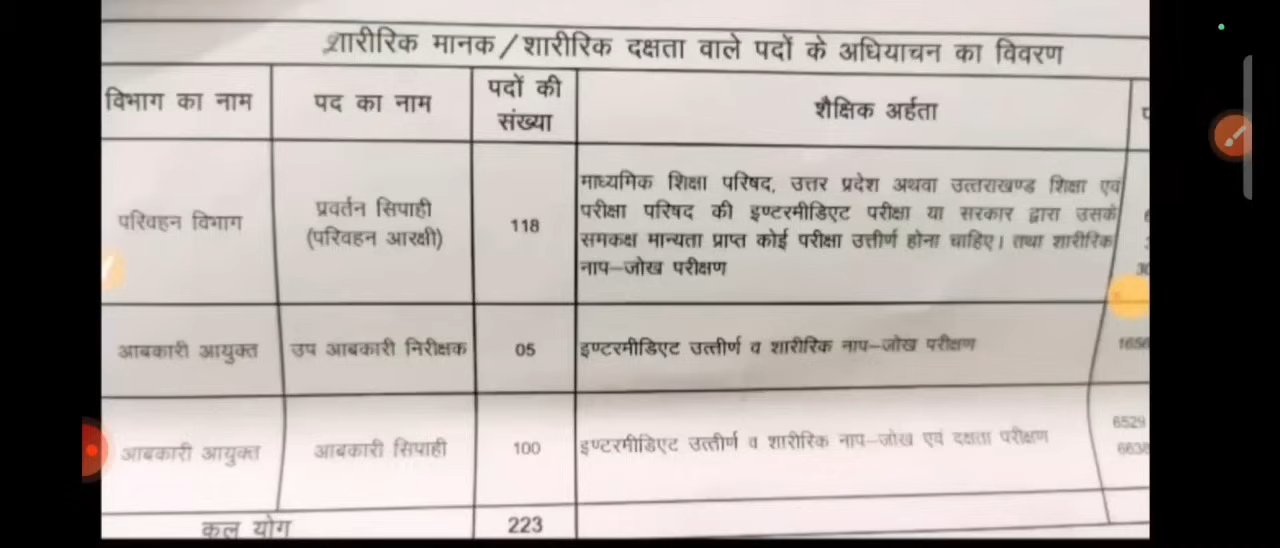 शारीरिक मानक/शारीरिक दक्षता वाले पदों के अधियाचन का विवरण
विभाग का नाम
पद का नाम
पदों की
संख्या
शैक्षिक अर्हता
परिवहन विभाग
प्रवर्तन सिपाही
(परिवहन आरक्षी)
118
माध्यमिक शिक्षा परिषद, उत्तर प्रदेश अथवा उत्तराखण्ड शिक्षा एवं
परीक्षा परिषद की इण्टरमीडिएट परीक्षा या सरकार द्वारा उसके
समकक्ष मान्यता प्राप्त कोई परीक्षा उत्तीर्ण होना चाहिए। तथा शारीरिक
नाप–जोख परीक्षण
आबकारी आयुक्त
उप आबकारी निरीक्षक
05
इण्टरमीडिएट उत्तीर्ण व शारीरिक नाप–जोख परीक्षण
आबकारी आयुक्त
आबकारी सिपाही
100
इण्टरमीडिएट उत्तीर्ण व शारीरिक नाप–जोख एवं दक्षता परीक्षण
6529
कुल योग
223